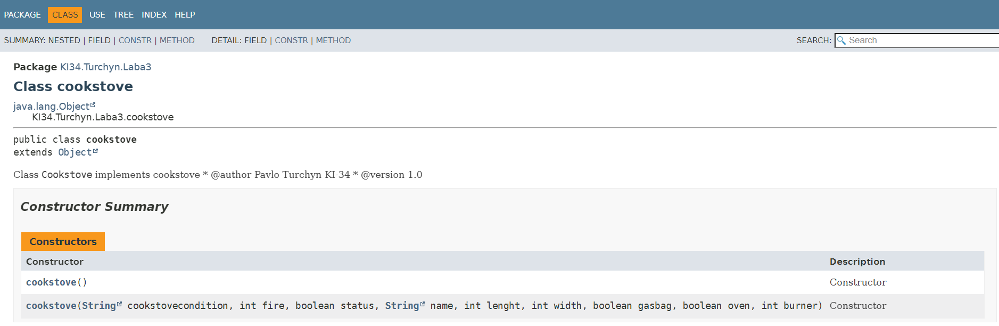 PACKAGE CLASS USE TREE INDEX HELP
SUMMARY: NESTED | FIELD | CONSTR | METHOD DETAIL: FIELD | CONSTR | METHOD SEARCH: Search
Package KI34.Turchyn.Laba3
Class cookstove
java.lang.Object
KI34.Turchyn.Laba3.cookstove
public class cookstove
extends Object
Class Cookstove implements cookstove * @author Pavlo Turchyn KI-34 * @version 1.0
Constructor Summary
Constructors
Constructor Description
cookstove() Constructor
cookstove(String cookstovecondition, int fire, boolean status, String name, int lenght, int width, boolean gasbag, boolean oven, int burner) Constructor